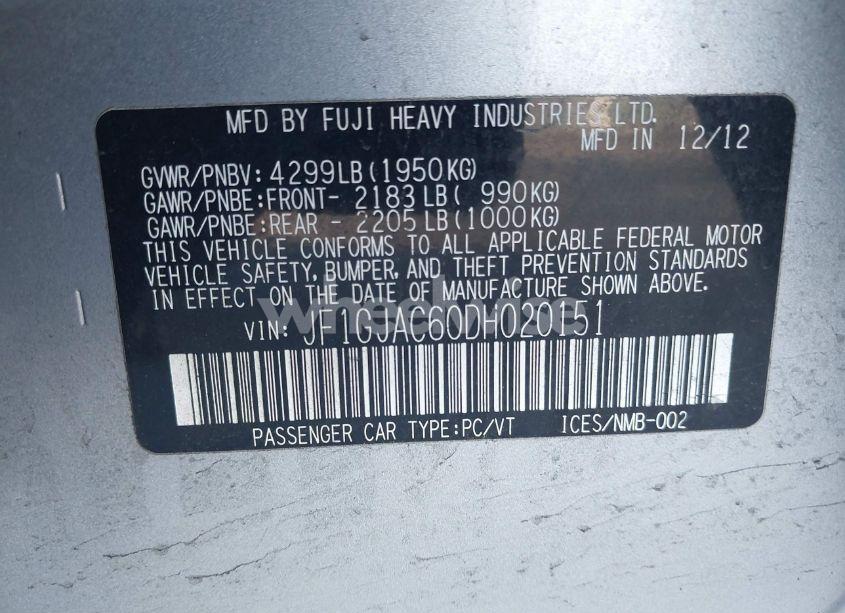 MFD BY FUJI HEAVY INDUSTRIES LTD.
MFD IN 12/12
GVWR/PNBV: 4299LB(1950KG)
GAWR/PNBE:FRONT- 2183LB( 990KG)
GAWR/PNBE:REAR - 2205LB(1000KG)
THIS VEHICLE CONFORMS TO ALL APPLICABLE FEDERAL MOTOR
VEHICLE SAFETY, BUMPER, AND THEFT PREVENTION STANDARDS
IN EFFECT ON THE DATE OF MANUFACTURE SHOWN ABOVE.
VIN: JF1GJAC60DH020151
PASSENGER CAR TYPE:PC/VT ICES/NMB-002